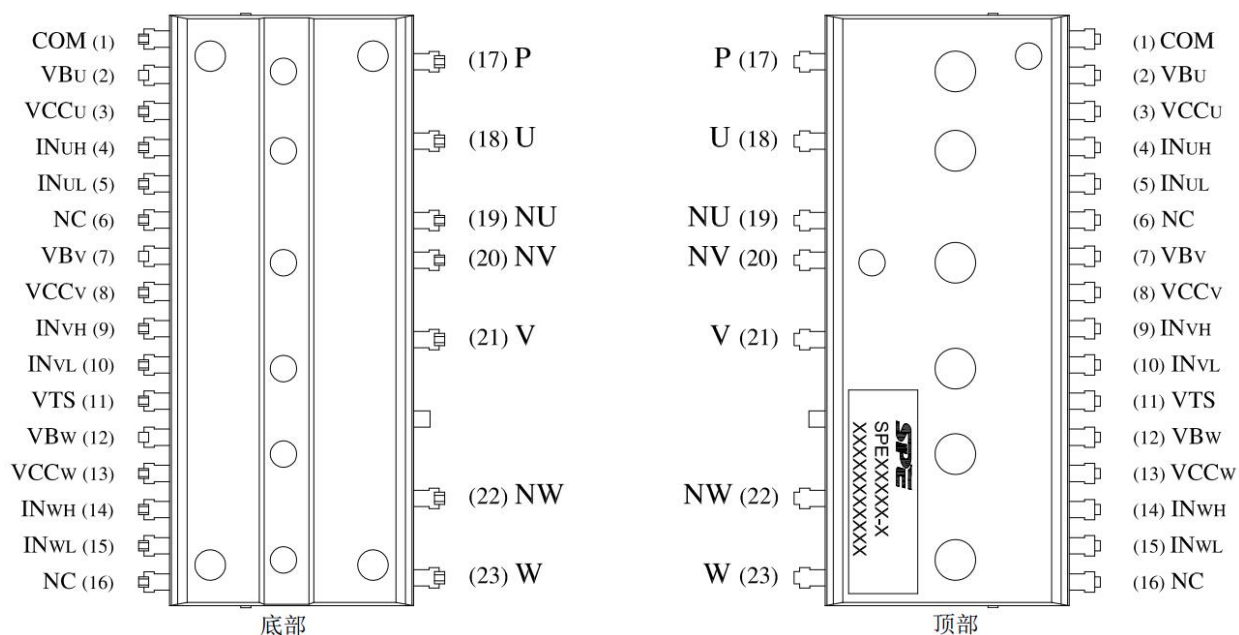 COM (1)
VBU (2)
VCCU (3)
INUH (4)
INUL (5)
NC (6)
VBV (7)
VCCV (8)
INVH (9)
INVL (10)
VTS (11)
VBW (12)
VCCW (13)
INWH (14)
INWL (15)
NC (16)
(17) P
(18) U
(19) NU
(20) NV
(21) V
(22) NW
(23) W
底部
P (17)
U (18)
NU (19)
NV (20)
V (21)
NW (22)
W (23)
SPE
SPEXXXX-X
XXXXXXXXXX
(1) COM
(2) VBU
(3) VCCU
(4) INUH
(5) INUL
(6) NC
(7) VBV
(8) VCCV
(9) INVH
(10) INVL
(11) VTS
(12) VBW
(13) VCCW
(14) INWH
(15) INWL
(16) NC
顶部